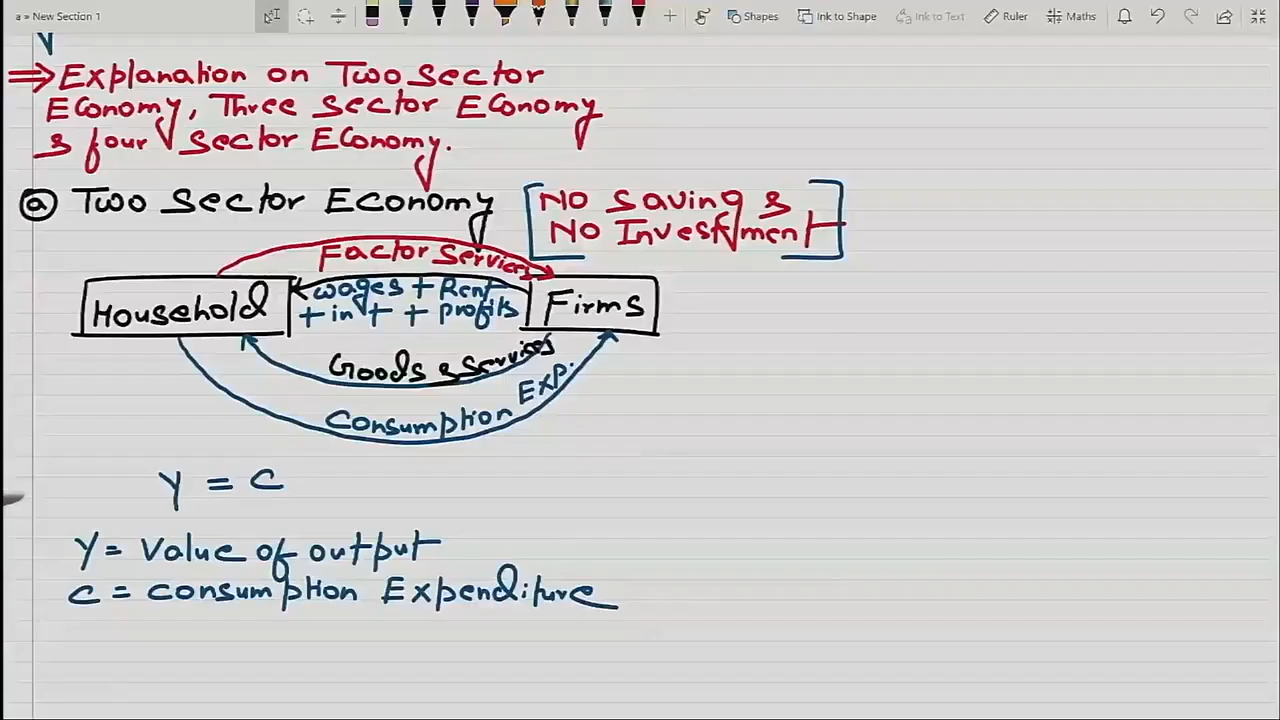 a » New Section 1
Shapes
Ink to Shape
Ink to Text
Ruler
Maths
⇒ Explanation on Two Sector
Economy, Three Sector Economy
& four Sector Economy.
ⓐ Two Sector Economy
[NO Saving &
NO Investment]
Factor Services
Household
wages + Rent
+ int + profits
Firms
Goods & Services
Consumption Exp.
Y = C
Y = Value of output
C = Consumption Expenditure